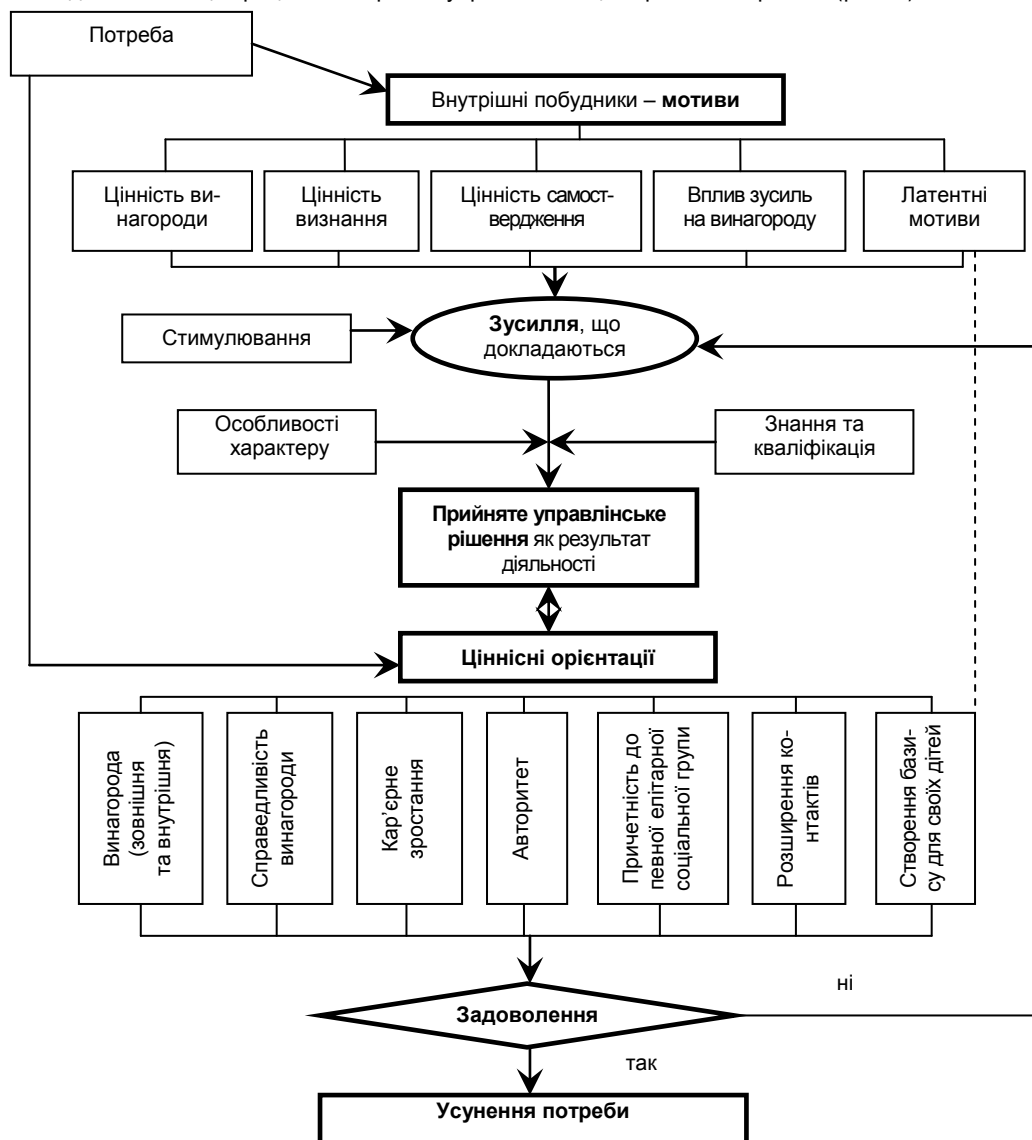 Потреба
Внутрішні побудники – мотиви
Цінність ви-
нагороди
Цінність
визнання
Цінність самост-
вердження
Вплив зусиль
на винагороду
Латентні
мотиви
Зусилля, що
докладаються
Стимулювання
Особливості
характеру
Знання та
кваліфікація
Прийняте управлінське
рішення як результат
діяльності
Ціннісні орієнтації
Винагорода
(зовнішня
та внутрішня)
Справедливість
винагороди
Кар’єрне
зростання
Авторитет
Причетність до
певної елітарної
соціальної групи
Розширення ко-
нтактів
Створення бази-
су для своїх дітей
Задоволення
ні
так
Усунення потреби